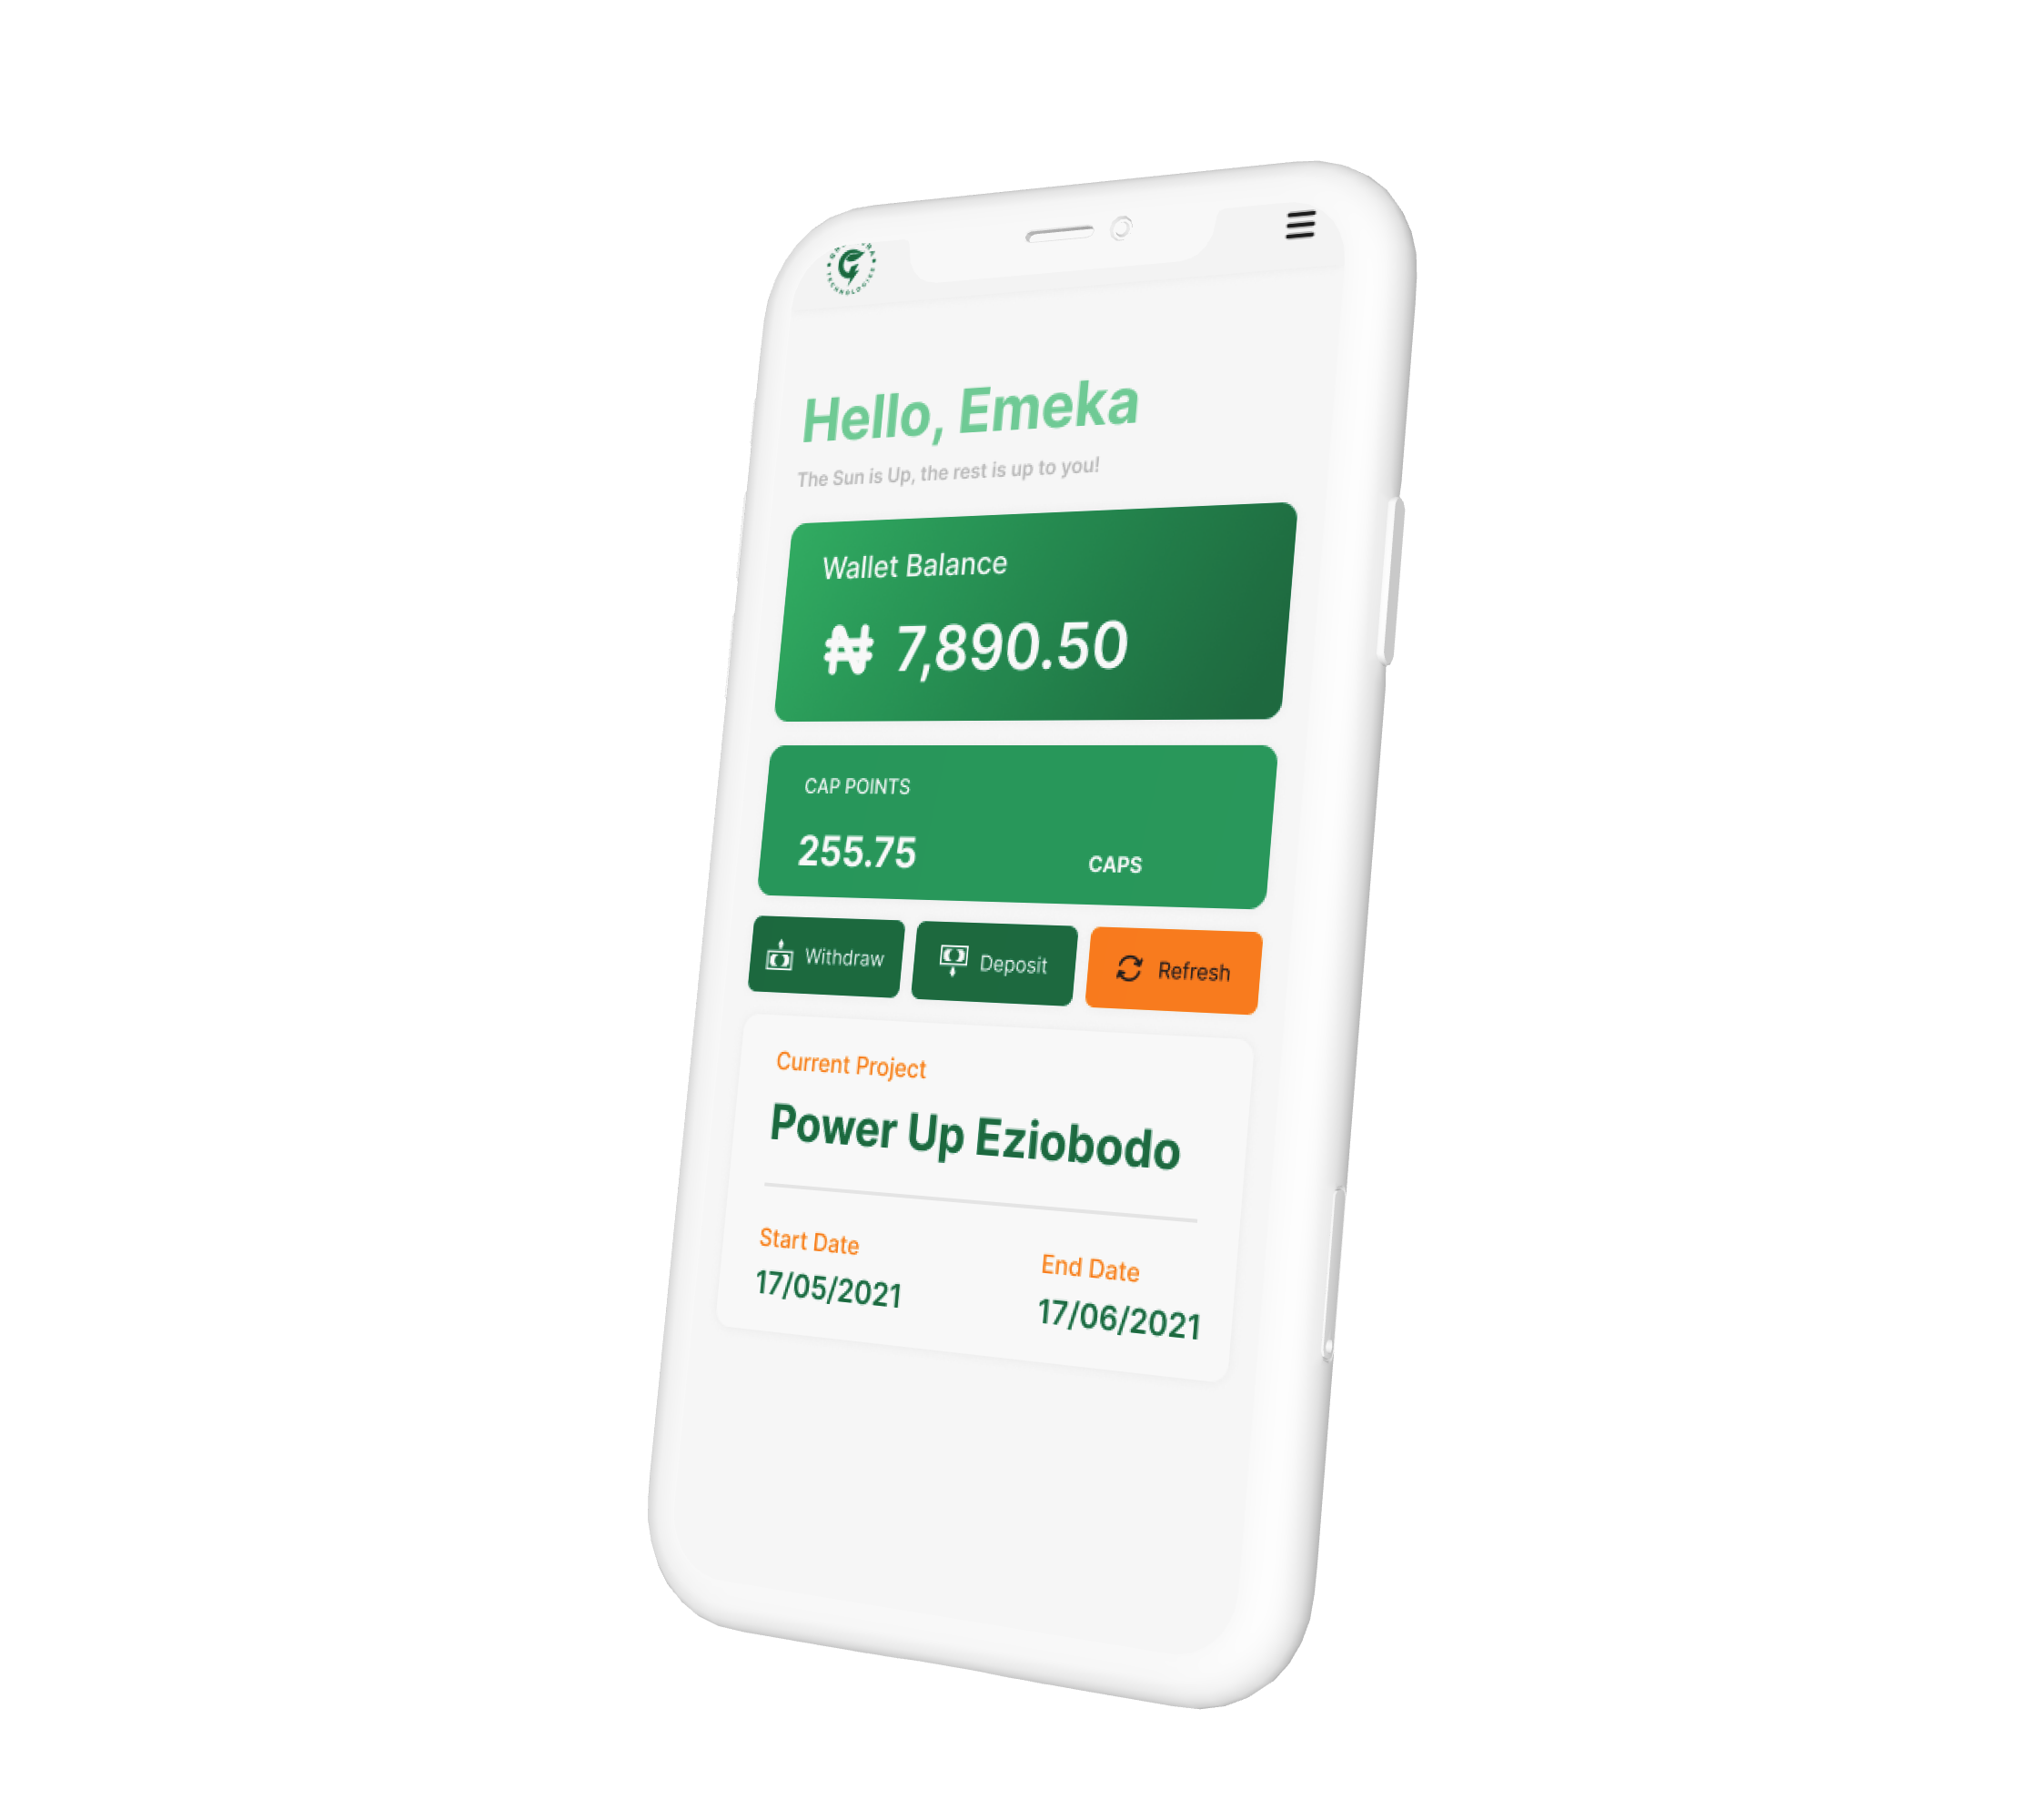 TECHNOLOGIES
Hello, Emeka
The Sun is Up, the rest is up to you!
Wallet Balance
₦ 7,890.50
CAP POINTS
255.75 CAPS
Withdraw Deposit Refresh
Current Project
Power Up Eziobodo
Start Date End Date
17/05/2021 17/06/2021